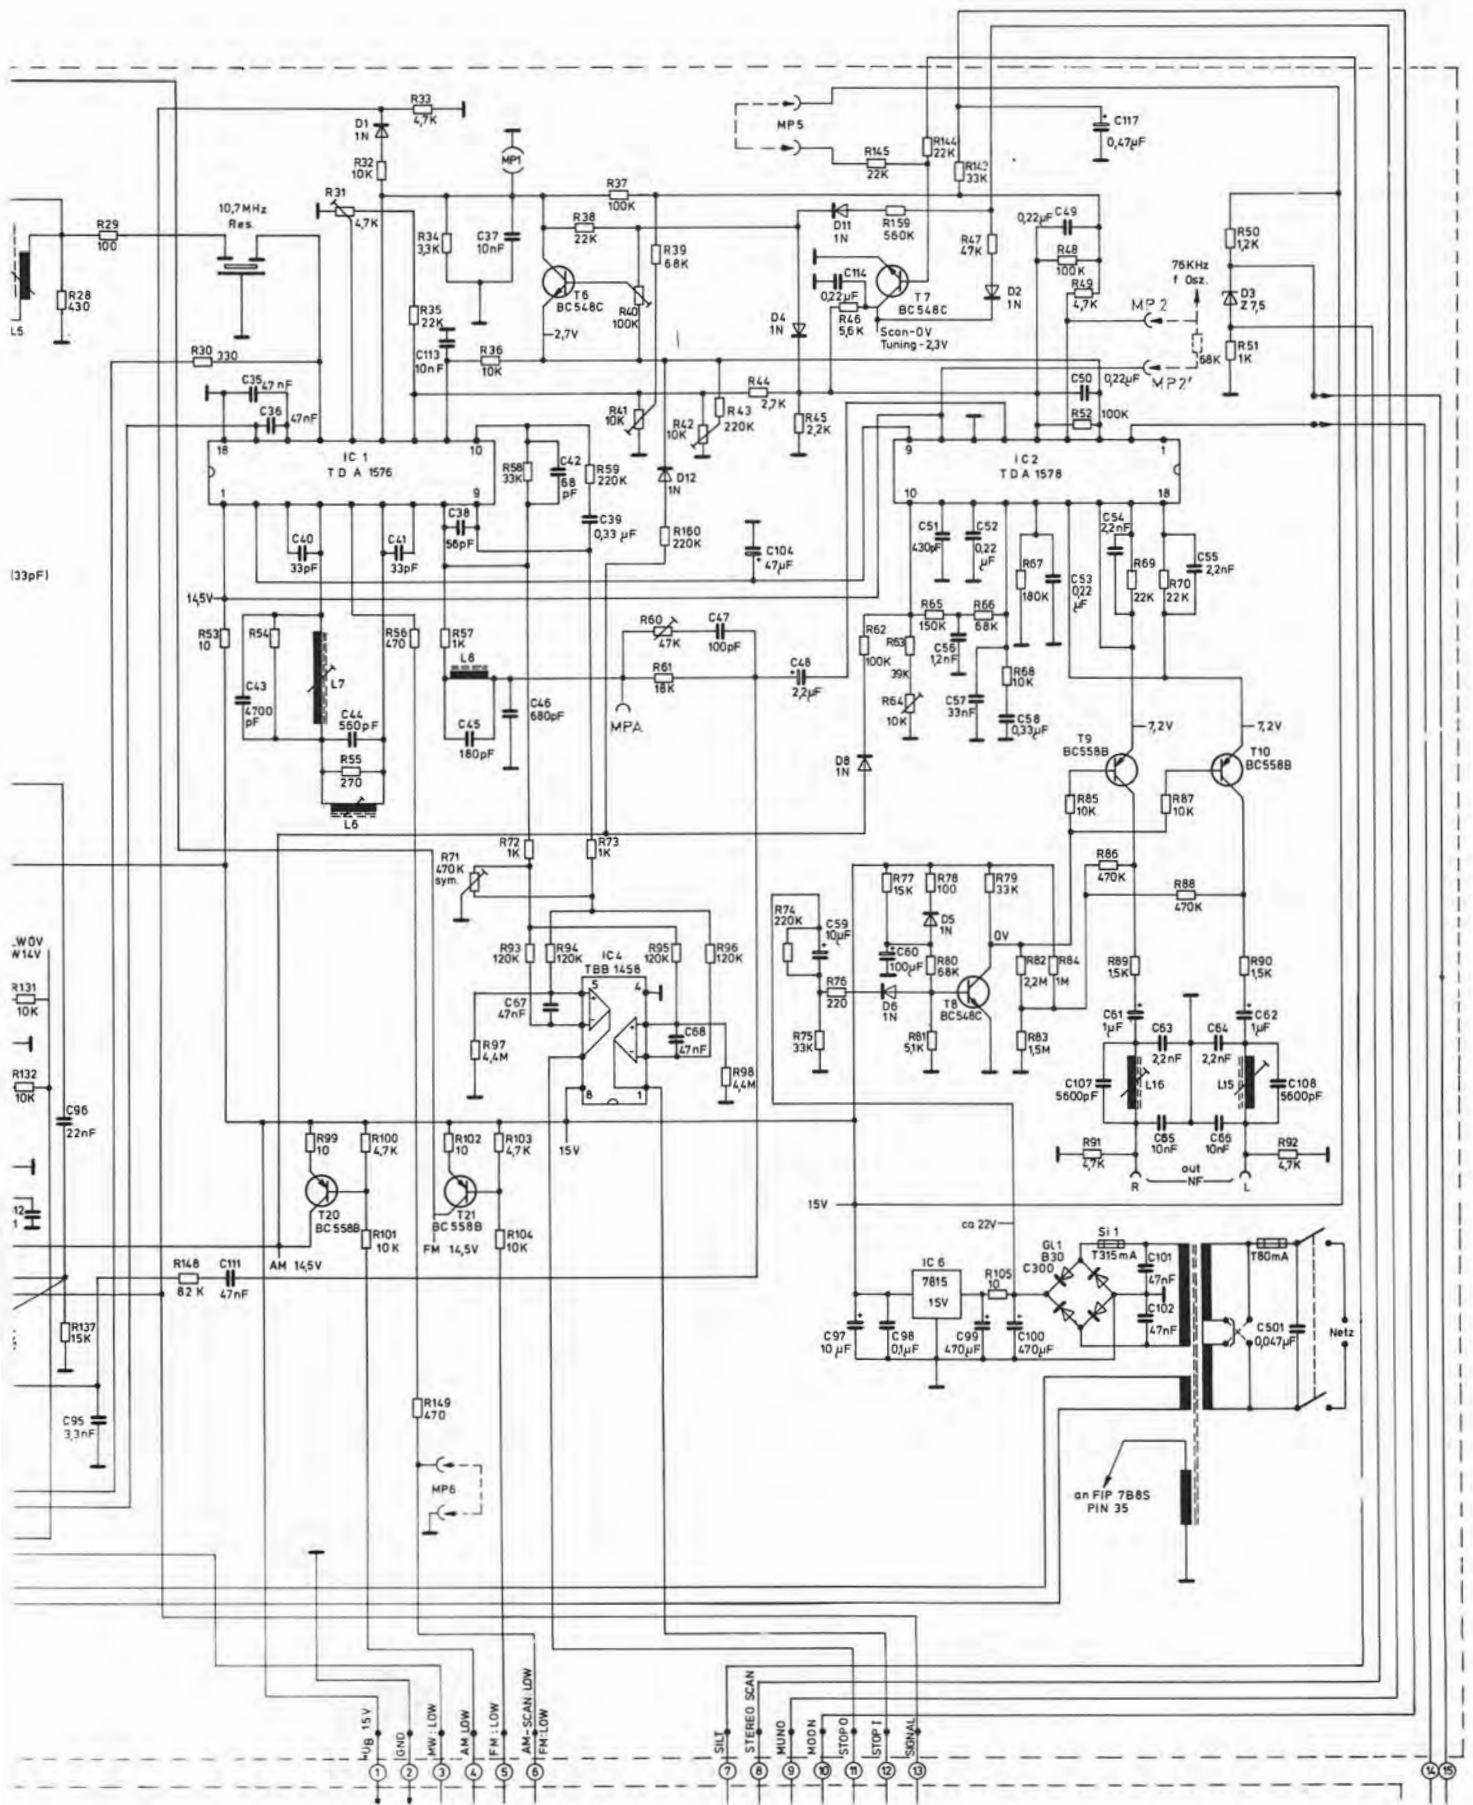 R33
4,7K
D1
1N
R32
10K
MP1
MP5
R145
22K
R144
22K
R142
33K
C117
0,47µF
R31
4,7K
10,7MHz
Res.
R29
100
R28
430
L5
R37
100K
R38
22K
R34
3,3K
C37
10nF
R39
68K
T6
BC548C
R40
100K
-2,7V
D11
1N
R159
560K
C114
0,22µF
R46
5,6K
T7
BC548C
Scan-0V
Tuning-2,3V
D4
1N
R47
47K
D2
1N
0,22µF
C49
R48
100K
R49
4,7K
76KHz
f Osz.
MP2
MP2'
68K
R50
1,2K
D3
Z7,5
R51
1K
R35
22K
C113
10nF
R36
10K
R30 330
C35
47nF
C36
47nF
R41
10K
R42
10K
R43
220K
R44
2,7K
R45
2,2K
C50
0,22µF
R52
100K
18
10
IC 1
TDA 1576
1
9
R58
33K
C42
68
pF
R59
220K
C39
0,33 µF
D12
1N
R160
220K
C104
47µF
9
1
IC2
TDA 1578
10
18
C38
56pF
C40
33pF
C41
33pF
(33pF)
14,5V
R53
10
R54
L7
R56
470
R57
1K
L8
C43
4700
pF
C44
560pF
R55
270
L6
C45
180pF
C46
680pF
R60
47K
C47
100pF
R61
18K
MPA
C48
2,2µF
R62
100K
R63
39K
R64
10K
D8
1N
C51
430pF
C52
0,22
µF
R65
150K
R66
68K
C56
1,2nF
C57
33nF
R67
180K
C53
0,22
µF
R68
10K
C58
0,33µF
C54
2,2nF
R69
22K
R70
22K
C55
2,2nF
7,2V
7,2V
T9
BC558B
T10
BC558B
R85
10K
R87
10K
R86
470K
R88
470K
R72
1K
R73
1K
R71
470K
sym.
R93
120K
R94
120K
R95
120K
R96
120K
IC4
TBB 1458
5
4
8
1
C67
47nF
C68
47nF
R97
4,4M
R98
4,4M
15V
R74
220K
C59
10µF
R75
33K
R76
220
R77
15K
R78
100
R79
33K
D5
1N
C60
100µF
R80
68K
D6
1N
R81
5,1K
T8
BC548C
0V
R82
2,2M
R84
1M
R83
1,5M
R89
1,5K
R90
1,5K
C61
1µF
C62
1µF
C63
2,2nF
C64
2,2nF
C107
5600pF
L16
L15
C108
5600pF
C65
10nF
C66
10nF
R91
4,7K
R92
4,7K
R
out
NF
L
W14V
R131
10K
R132
10K
C96
22nF
R99
10
R100
4,7K
R102
10
R103
4,7K
T20
BC558B
T21
BC558B
R101
10K
R104
10K
AM 14,5V
FM 14,5V
R148
82 K
C111
47nF
R137
15K
C95
3,3nF
R149
470
MP6
15V
ca 22V
IC 6
7815
15V
R105
10
Gl1
B30
C300
Si 1
T315mA
C101
47nF
C102
47nF
C97
10µF
C98
0,1µF
C99
470µF
C100
470µF
T80mA
C501
0,047µF
Netz
an FIP 7B8S
PIN 35
UB 15V
GND
MW: LOW
AM LOW
FM: LOW
AM-SCAN LOW
FM:LOW
SILT
STEREO SCAN
MUNO
MOON
STOPO
STOP I
SIGNAL
1
2
3
4
5
6
7
8
9
10
11
12
13
14
15